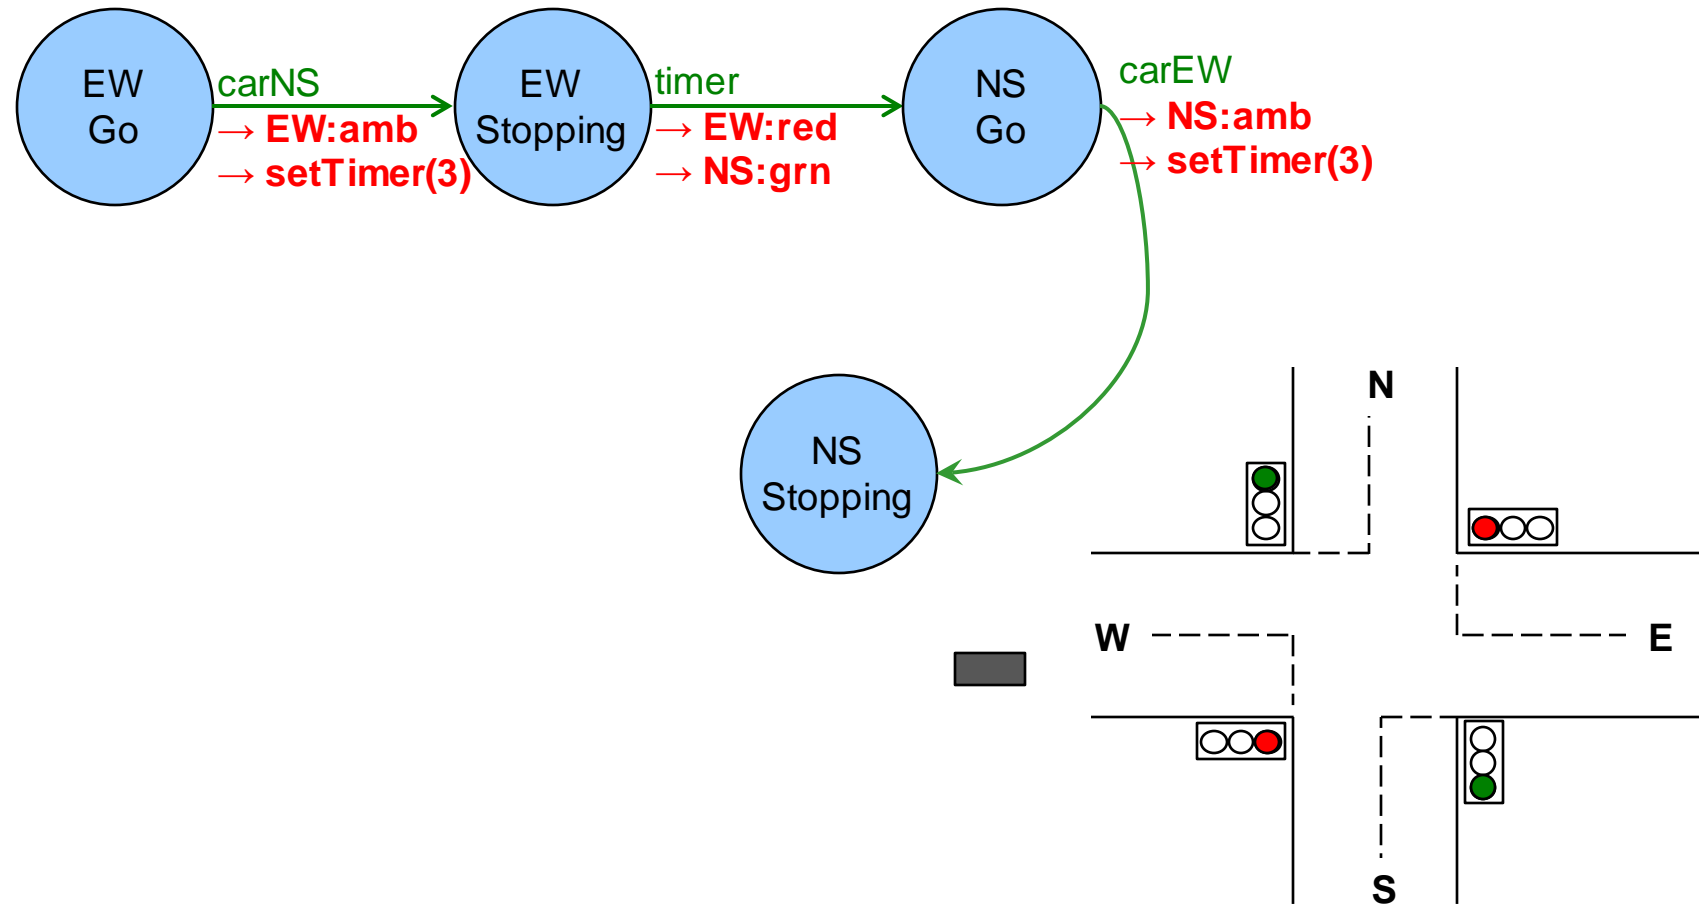 EW
Go
carNS
→ EW:amb
→ setTimer(3)
EW
Stopping
timer
→ EW:red
→ NS:grn
NS
Go
carEW
→ NS:amb
→ setTimer(3)
NS
Stopping
N
W
E
S